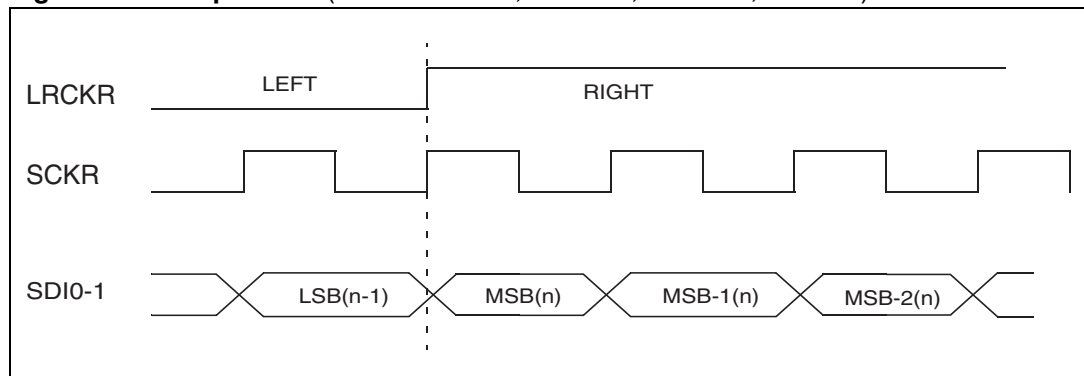 LRCKR
LEFT
RIGHT
SCKR
SDI0-1
LSB(n-1)
MSB(n)
MSB-1(n)
MSB-2(n)